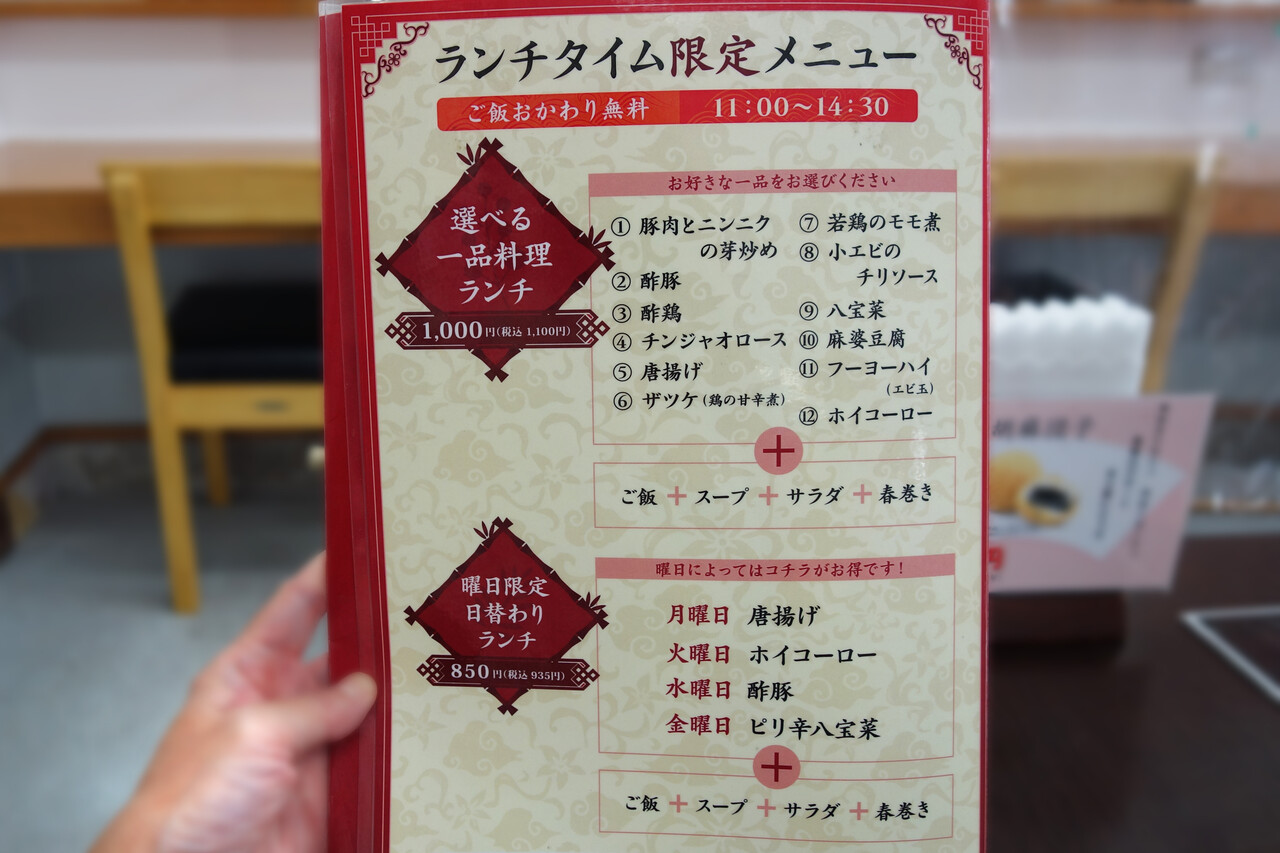 ランチタイム限定メニュー
ご飯おかわり無料 11:00〜14:30
選べる
一品料理
ランチ
1,000円(税込 1,100円)
お好きな一品をお選びください
① 豚肉とニンニク
の芽炒め
② 酢豚
③ 酢鶏
④ チンジャオロース
⑤ 唐揚げ
⑥ ザツケ(鶏の甘辛煮)
⑦ 若鶏のモモ煮
⑧ 小エビの
チリソース
⑨ 八宝菜
⑩ 麻婆豆腐
⑪ フーヨーハイ
(エビ玉)
⑫ ホイコーロー
+
ご飯 + スープ + サラダ + 春巻き
曜日限定
日替わり
ランチ
850円(税込 935円)
曜日によってはコチラがお得です!
月曜日 唐揚げ
火曜日 ホイコーロー
水曜日 酢豚
金曜日 ピリ辛八宝菜
+
ご飯 + スープ + サラダ + 春巻き
円